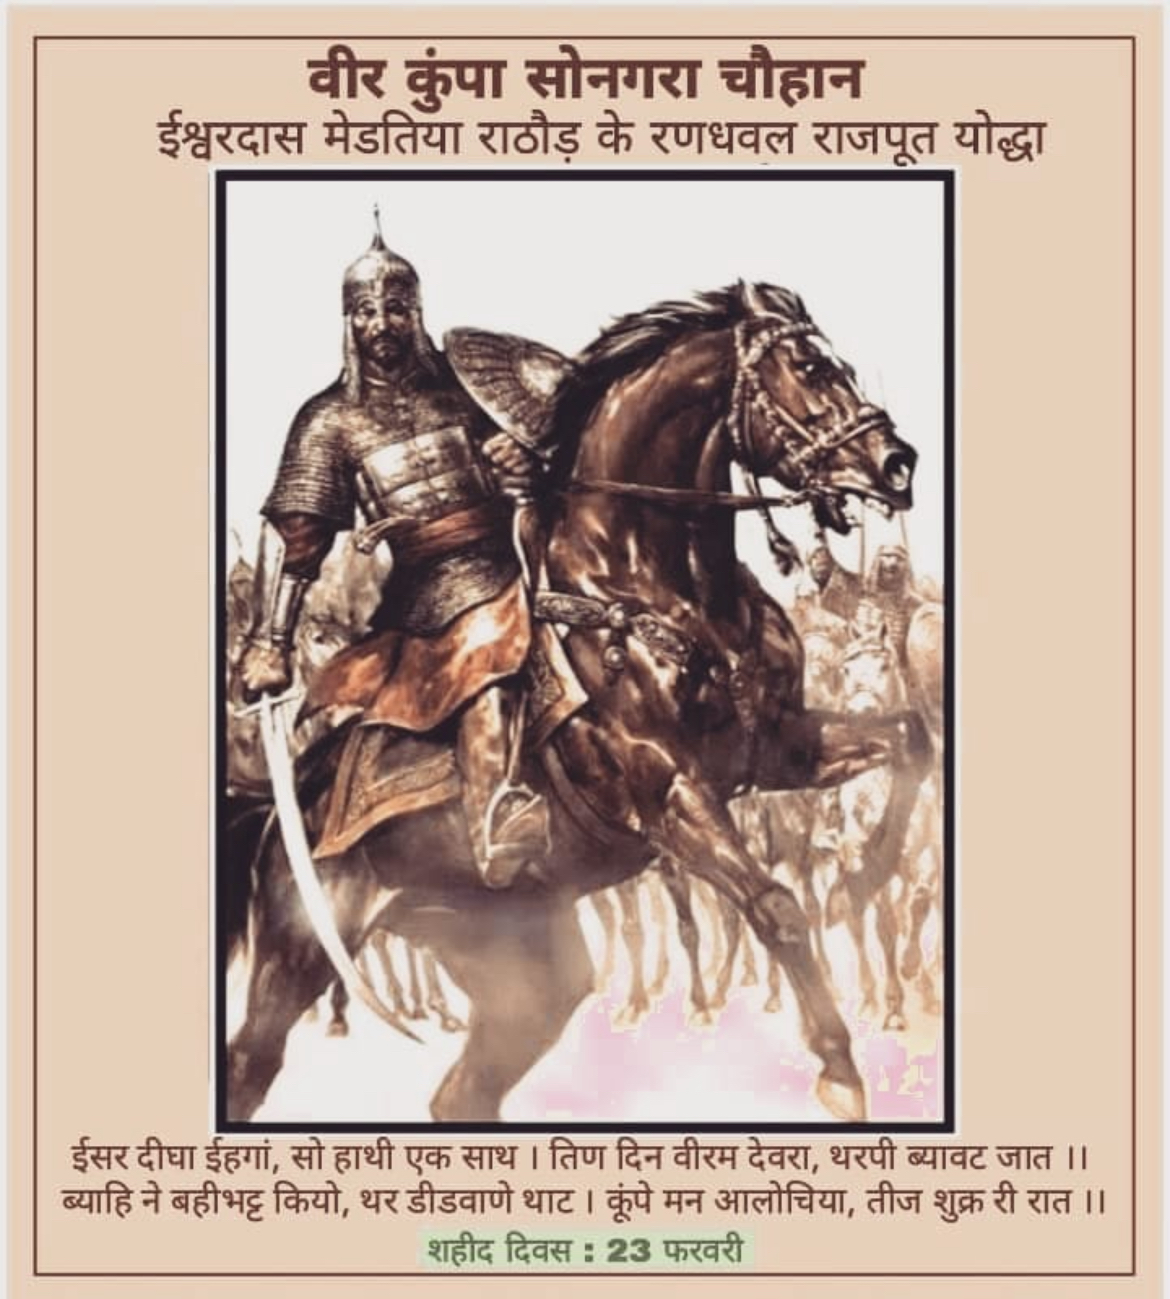 वीर कुंपा सोनगरा चौहान
ईश्वरदास मेडतिया राठौड़ के रणधवल राजपूत योद्धा
ईसर दीघा ईहगां, सो हाथी एक साथ । तिण दिन वीरम देवरा, थरपी ब्यावट जात ।।
ब्याहि ने बहीभट्ट कियो, थर डीडवाणे थाट । कूंपे मन आलोचिया, तीज शुक्र री रात ।।
शहीद दिवस : 23 फरवरी